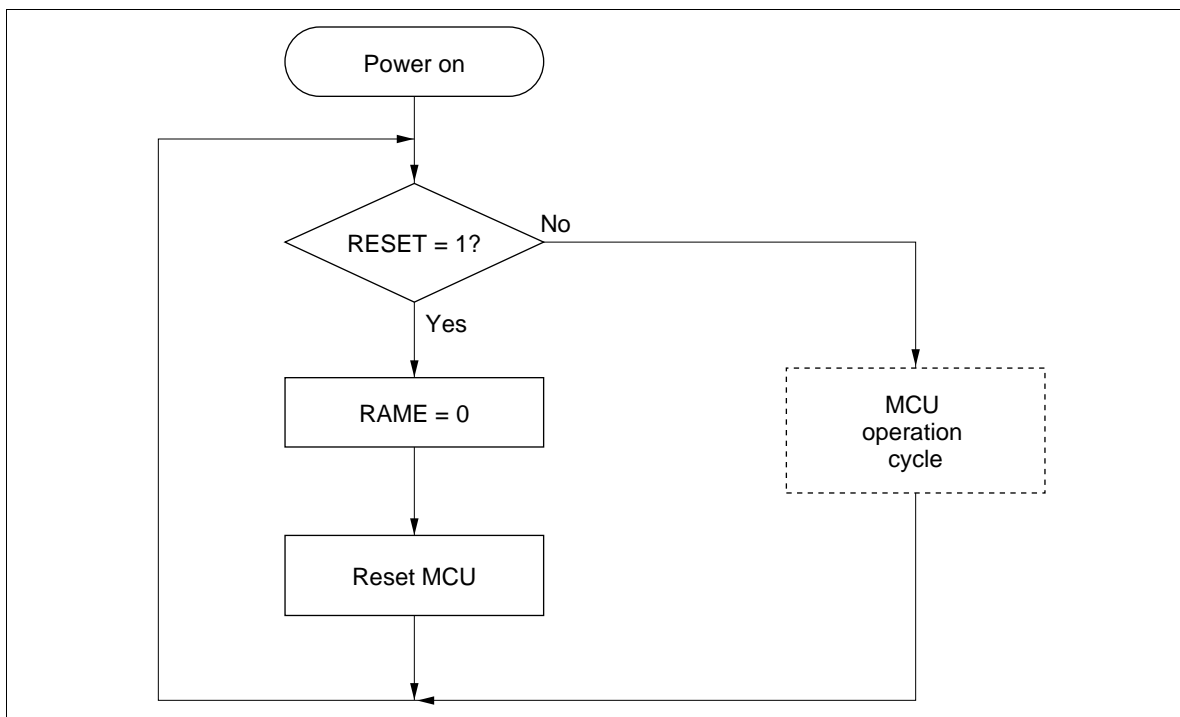 Power on
RESET = 1?
No
Yes
RAME = 0
MCU
operation
cycle
Reset MCU